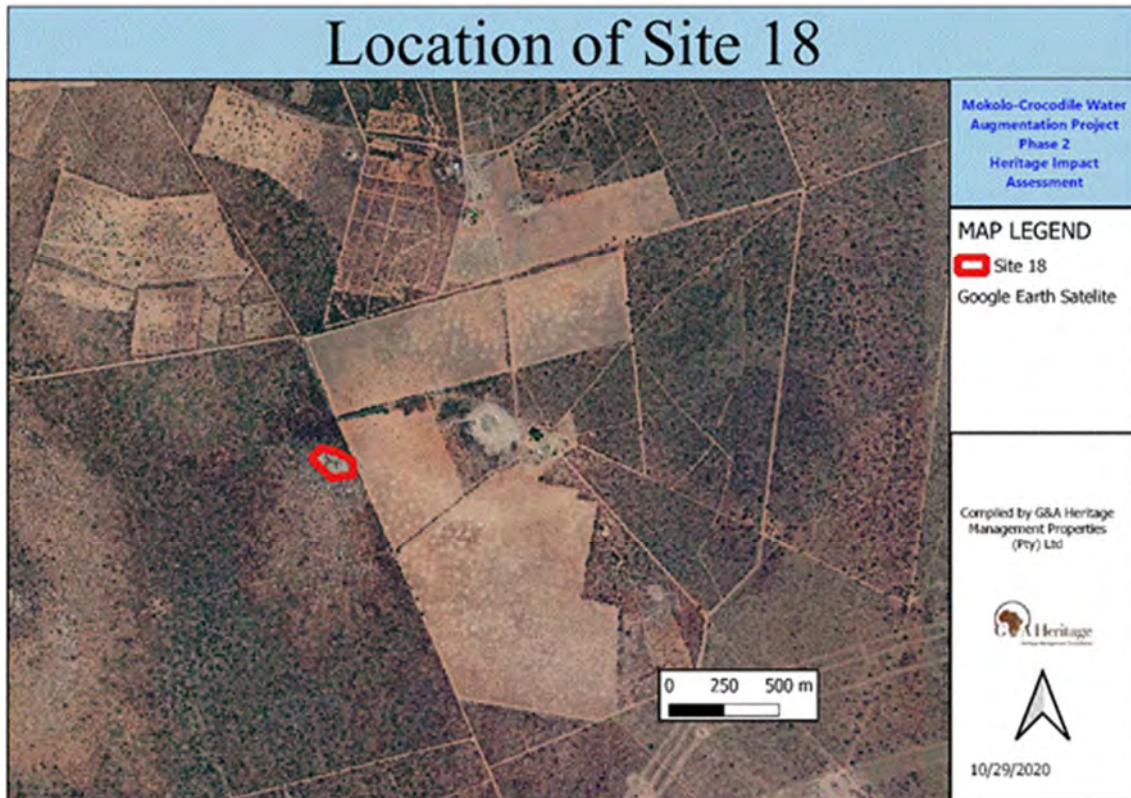 Location of Site 18
Mokolo-Crocodile Water
Augmentation Project
Phase 2
Heritage Impact
Assessment
MAP LEGEND
Site 18
Google Earth Satelite
Compiled by G&A Heritage
Management Properties
(Pty) Ltd
G&A Heritage
0 250 500 m
10/29/2020